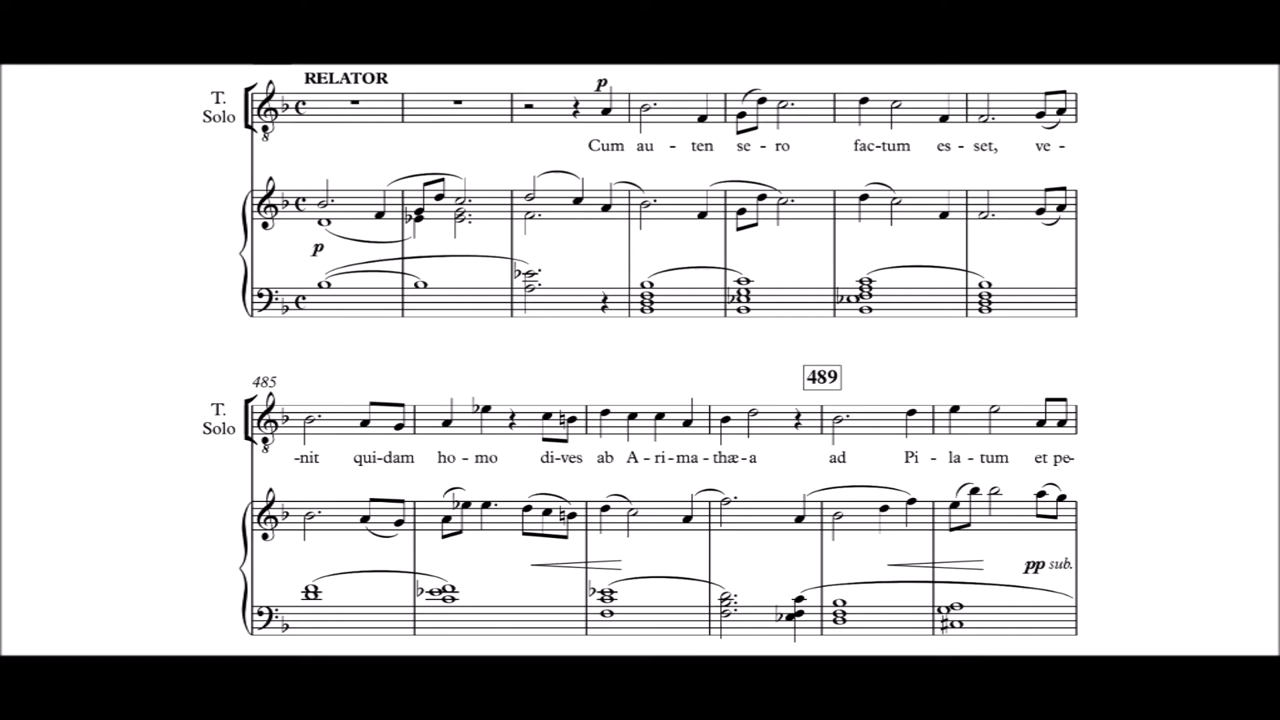 RELATOR
T.
Solo
p
Cum au - ten se - ro fac-tum es - set, ve -
p
485
489
T.
Solo
-nit qui-dam ho - mo di-ves ab A-ri-ma-thæ-a ad Pi - la - tum et pe-
pp sub.